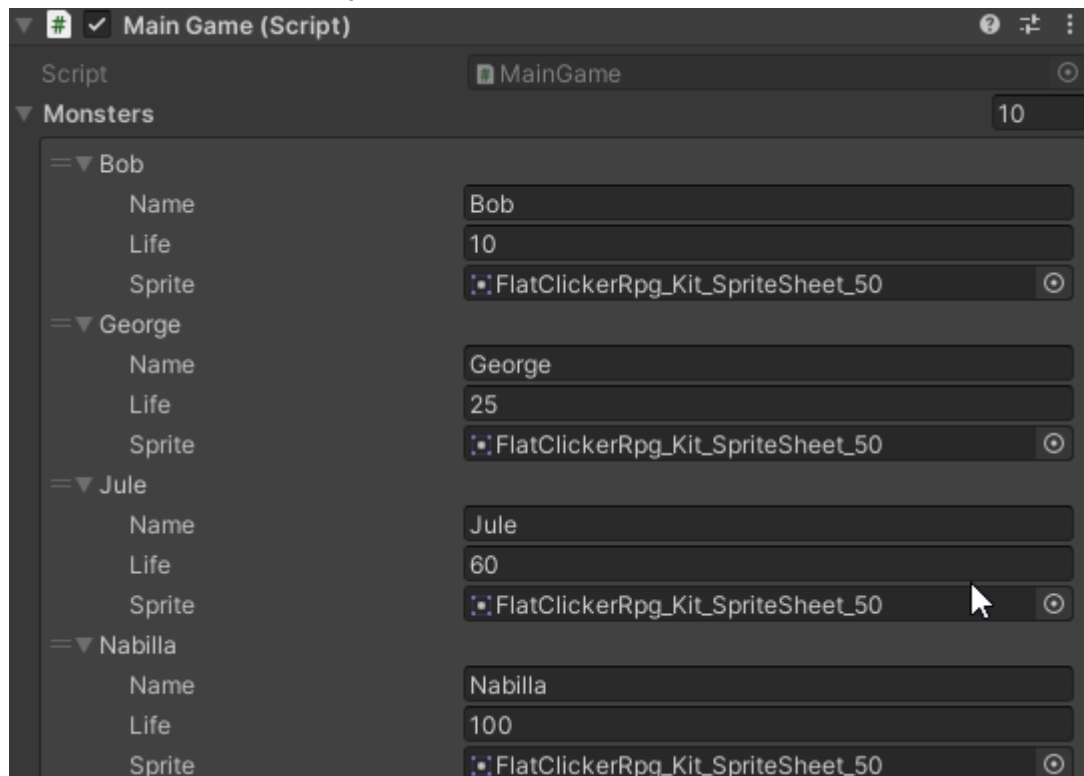 Main Game (Script)
Script MainGame
Monsters 10
Bob
Name Bob
Life 10
Sprite FlatClickerRpg_Kit_SpriteSheet_50
George
Name George
Life 25
Sprite FlatClickerRpg_Kit_SpriteSheet_50
Jule
Name Jule
Life 60
Sprite FlatClickerRpg_Kit_SpriteSheet_50
Nabilla
Name Nabilla
Life 100
Sprite FlatClickerRpg_Kit_SpriteSheet_50